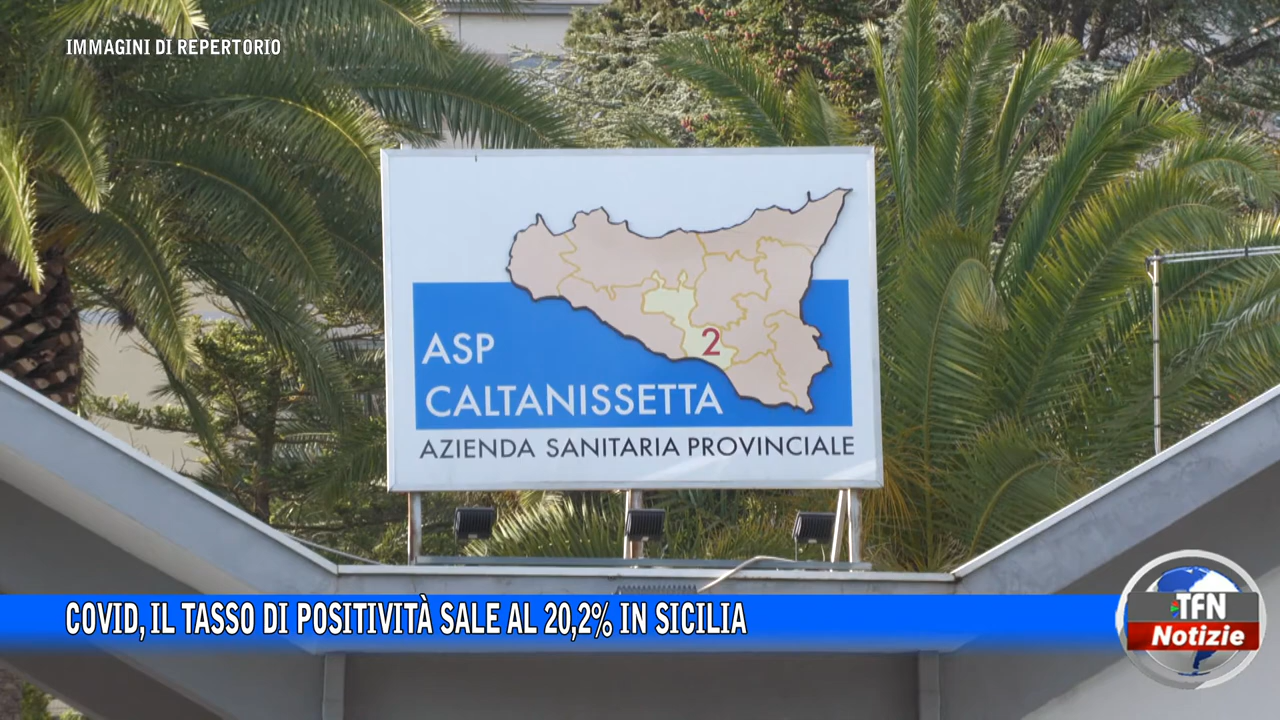 IMMAGINI DI REPERTORIO
2
ASP
CALTANISSETTA
AZIENDA SANITARIA PROVINCIALE
COVID, IL TASSO DI POSITIVITÀ SALE AL 20,2% IN SICILIA
TFN
Notizie